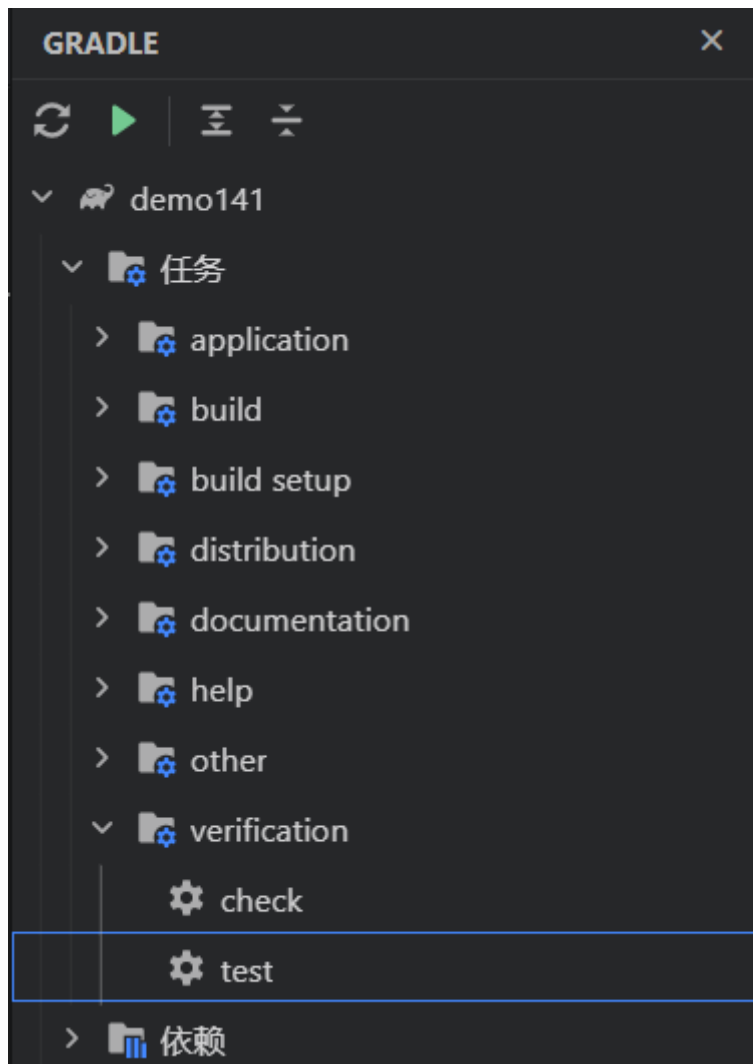 GRADLE
demo141
任务
application
build
build setup
distribution
documentation
help
other
verification
check
test
依赖